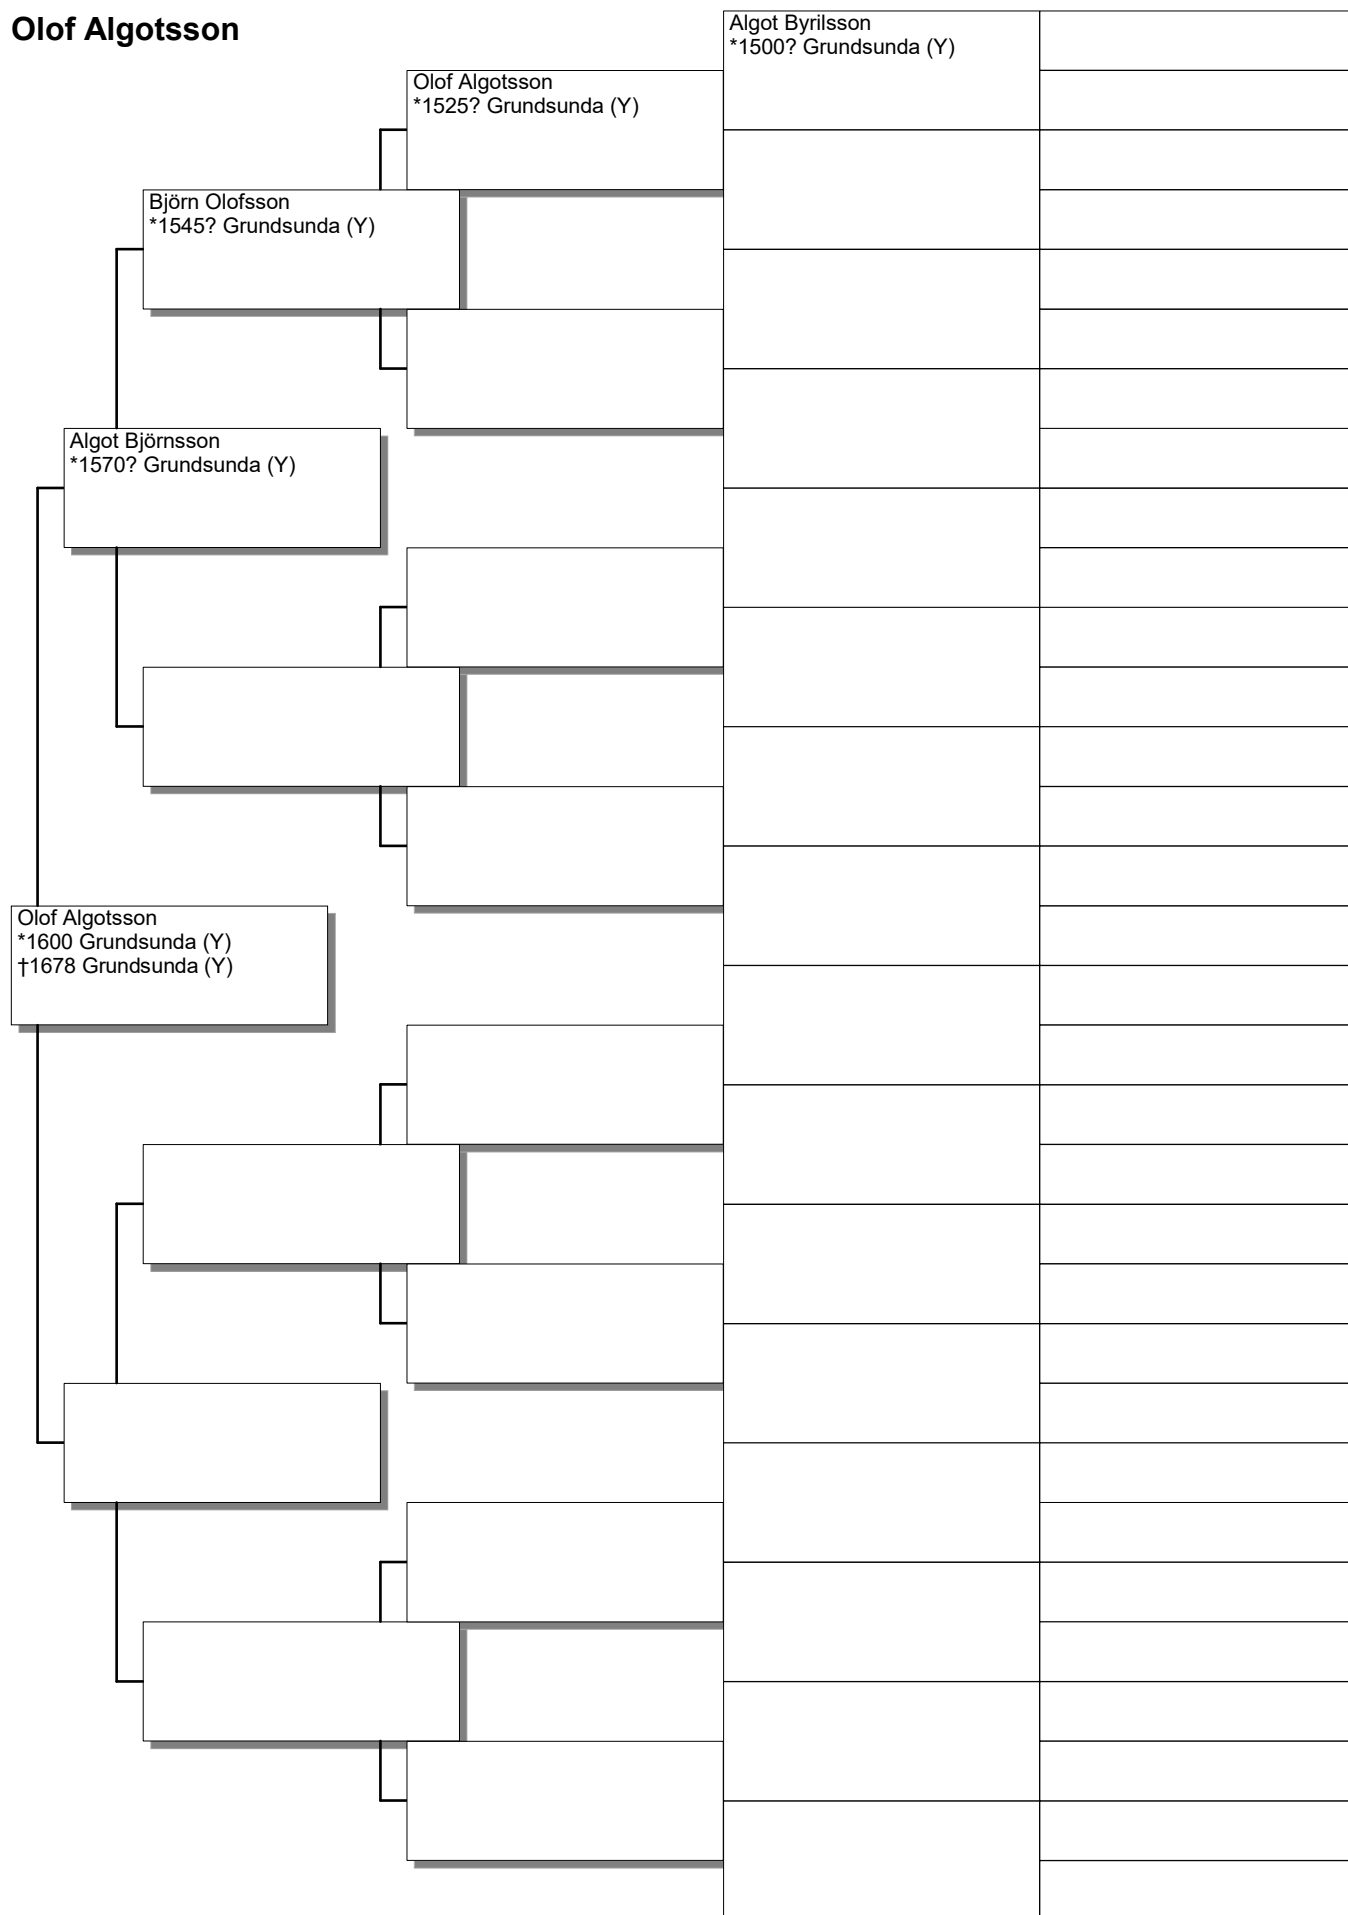 Olof Algotsson
Algot Byrilsson
*1500? Grundsunda (Y)
Olof Algotsson
*1525? Grundsunda (Y)
Björn Olofsson
*1545? Grundsunda (Y)
Algot Björnsson
*1570? Grundsunda (Y)
Olof Algotsson
*1600 Grundsunda (Y)
†1678 Grundsunda (Y)